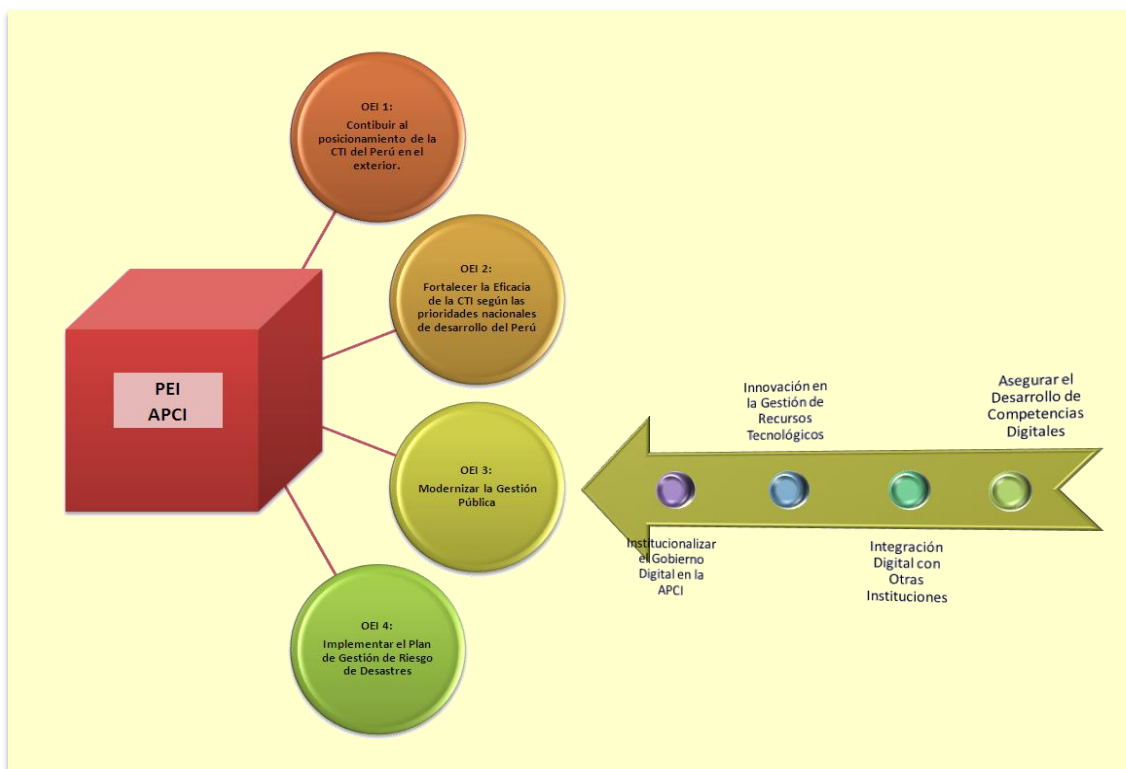 OEI 1:
Contibuir al
posicionamiento de la
CTI del Perú en el
exterior.
OEI 2:
Fortalecer la Eficacia
de la CTI según las
prioridades nacionales
de desarrollo del Perú
PEI
APCI
OEI 3:
Modernizar la Gestión
Pública
OEI 4:
Implementar el Plan
de Gestión de Riesgo
de Desastres
Institucionalizar
el Gobierno
Digital en la
APCI
Innovación en
la Gestión de
Recursos
Tecnológicos
Integración
Digital con
Otras
Instituciones
Asegurar el
Desarrollo de
Competencias
Digitales